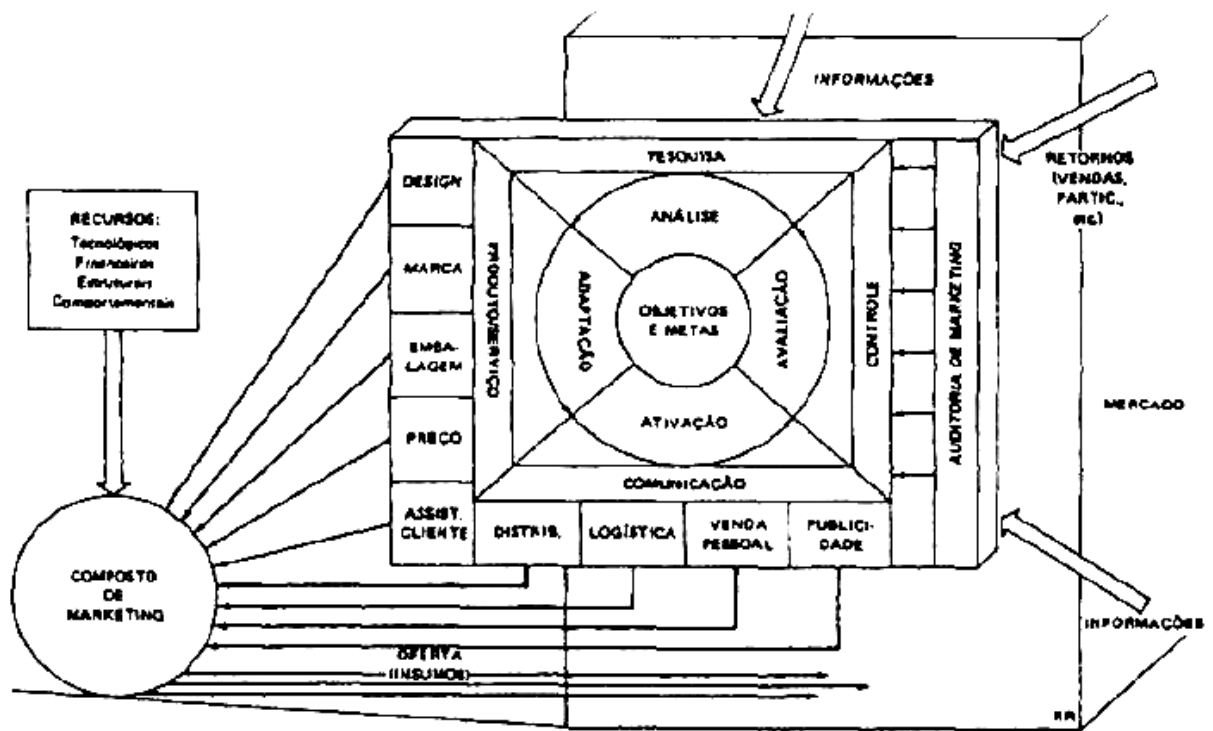 INFORMAÇÕES
RETORNOS
(VENDAS,
PARTIC.,
etc.)
PESQUISA
DESIGN
ANÁLISE
RECURSOS:
Tecnológicos
Financeiros
Estruturais
Comportamentais
MARCA
PRODUTO/SERVIÇO
ADAPTAÇÃO
OBJETIVOS
E METAS
AVALIAÇÃO
CONTROLE
AUDITORIA DE MARKETING
EMBA-
LAGEM
MERCADO
PREÇO
ATIVAÇÃO
COMUNICAÇÃO
ASSIST.
CLIENTE
DISTRIB.
LOGÍSTICA
VENDA
PESSOAL
PUBLICI-
DADE
COMPOSTO
DE
MARKETING
INFORMAÇÕES
OFERTA
(INSUMOS)